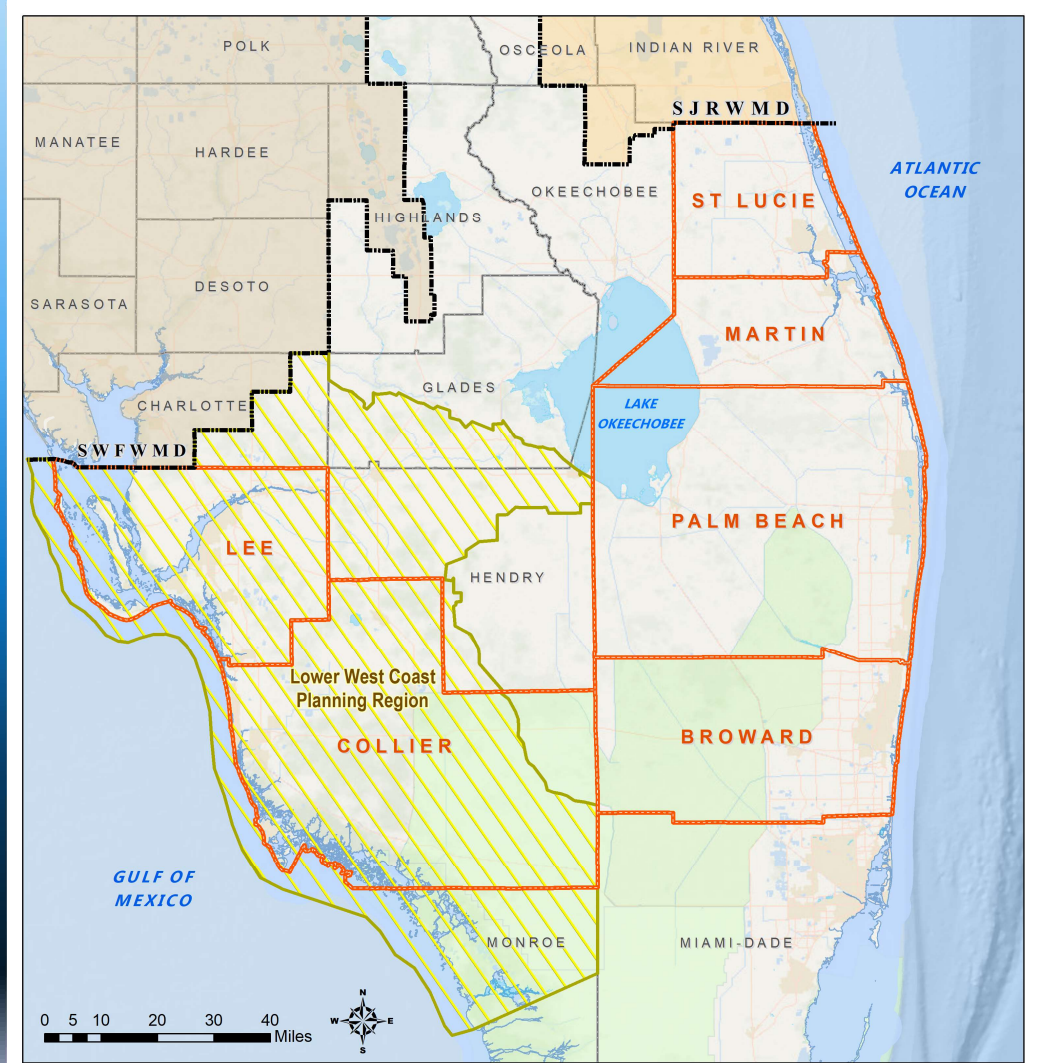 POLK
OSCEOLA
INDIAN RIVER
SJRWMD
MANATEE
HARDEE
ATLANTIC
OCEAN
OKEECHOBEE
ST LUCIE
HIGHLANDS
DESOTO
SARASOTA
MARTIN
GLADES
CHARLOTTE
LAKE
OKEECHOBEE
SWFWMD
PALM BEACH
LEE
HENDRY
Lower West Coast
Planning Region
COLLIER
BROWARD
GULF OF
MEXICO
MONROE
MIAMI-DADE
N
W E
S
0 5 10 20 30 40
Miles